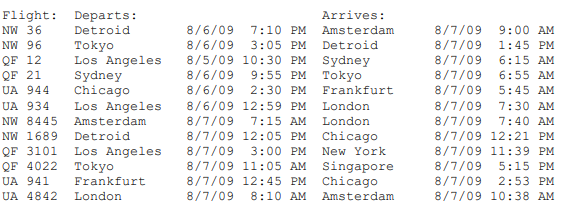 Flight:  Departs:                       Arrives:
NW 36    Detroid       8/6/09  7:10 PM  Amsterdam     8/7/09  9:00 AM
NW 96    Tokyo         8/6/09  3:05 PM  Detroid       8/7/09  1:45 PM
QF 12    Los Angeles   8/5/09 10:30 PM  Sydney        8/7/09  6:15 AM
QF 21    Sydney        8/6/09  9:55 PM  Tokyo         8/7/09  6:55 AM
UA 944   Chicago       8/6/09  2:30 PM  Frankfurt     8/7/09  5:45 AM
UA 934   Los Angeles   8/6/09 12:59 PM  London        8/7/09  7:30 AM
NW 8445  Amsterdam     8/7/09  7:15 AM  London        8/7/09  7:40 AM
NW 1689  Detroid       8/7/09 12:05 PM  Chicago       8/7/09 12:21 PM
QF 3101  Los Angeles   8/7/09  3:00 PM  New York      8/7/09 11:39 PM
QF 4022  Tokyo         8/7/09 11:05 AM  Singapore     8/7/09  5:15 PM
UA 941   Frankfurt     8/7/09 12:45 PM  Chicago       8/7/09  2:53 PM
UA 4842  London        8/7/09  8:10 AM  Amsterdam     8/7/09 10:38 AM